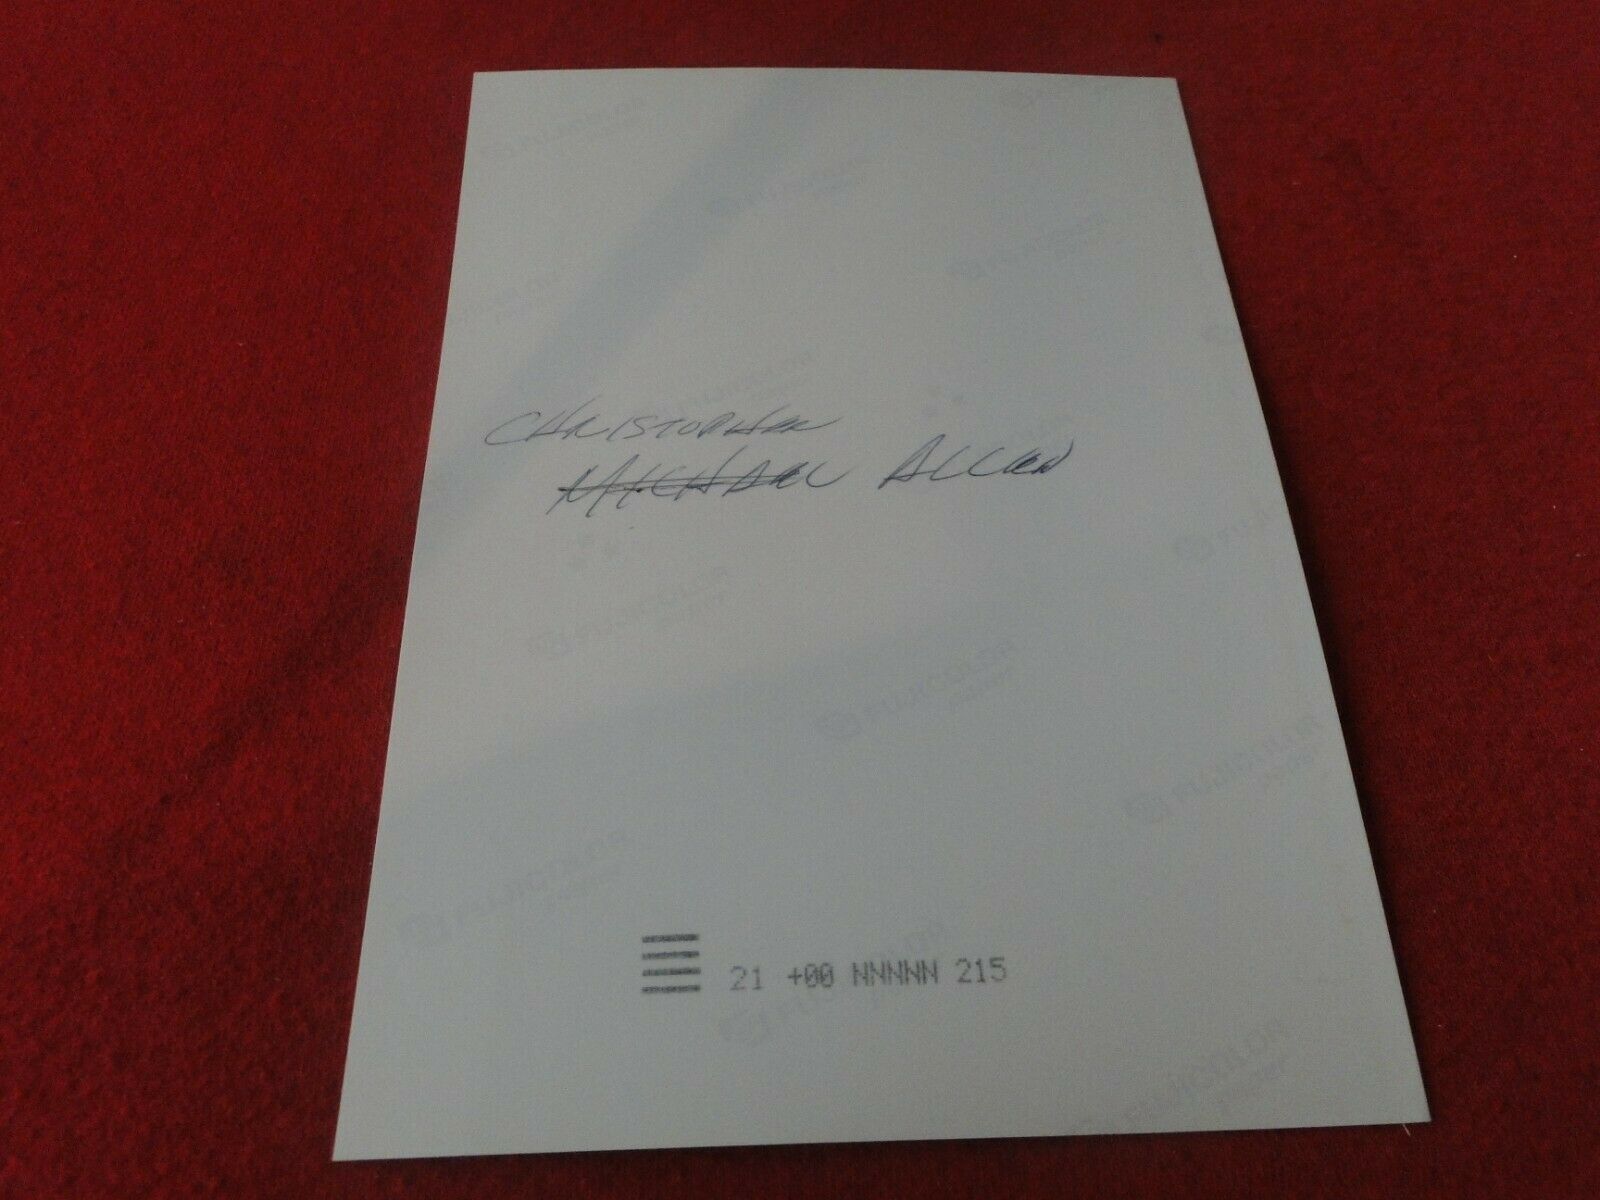 CHRISTOPHER
MICHAEL ALLEN
21 +00 NNNNN 215